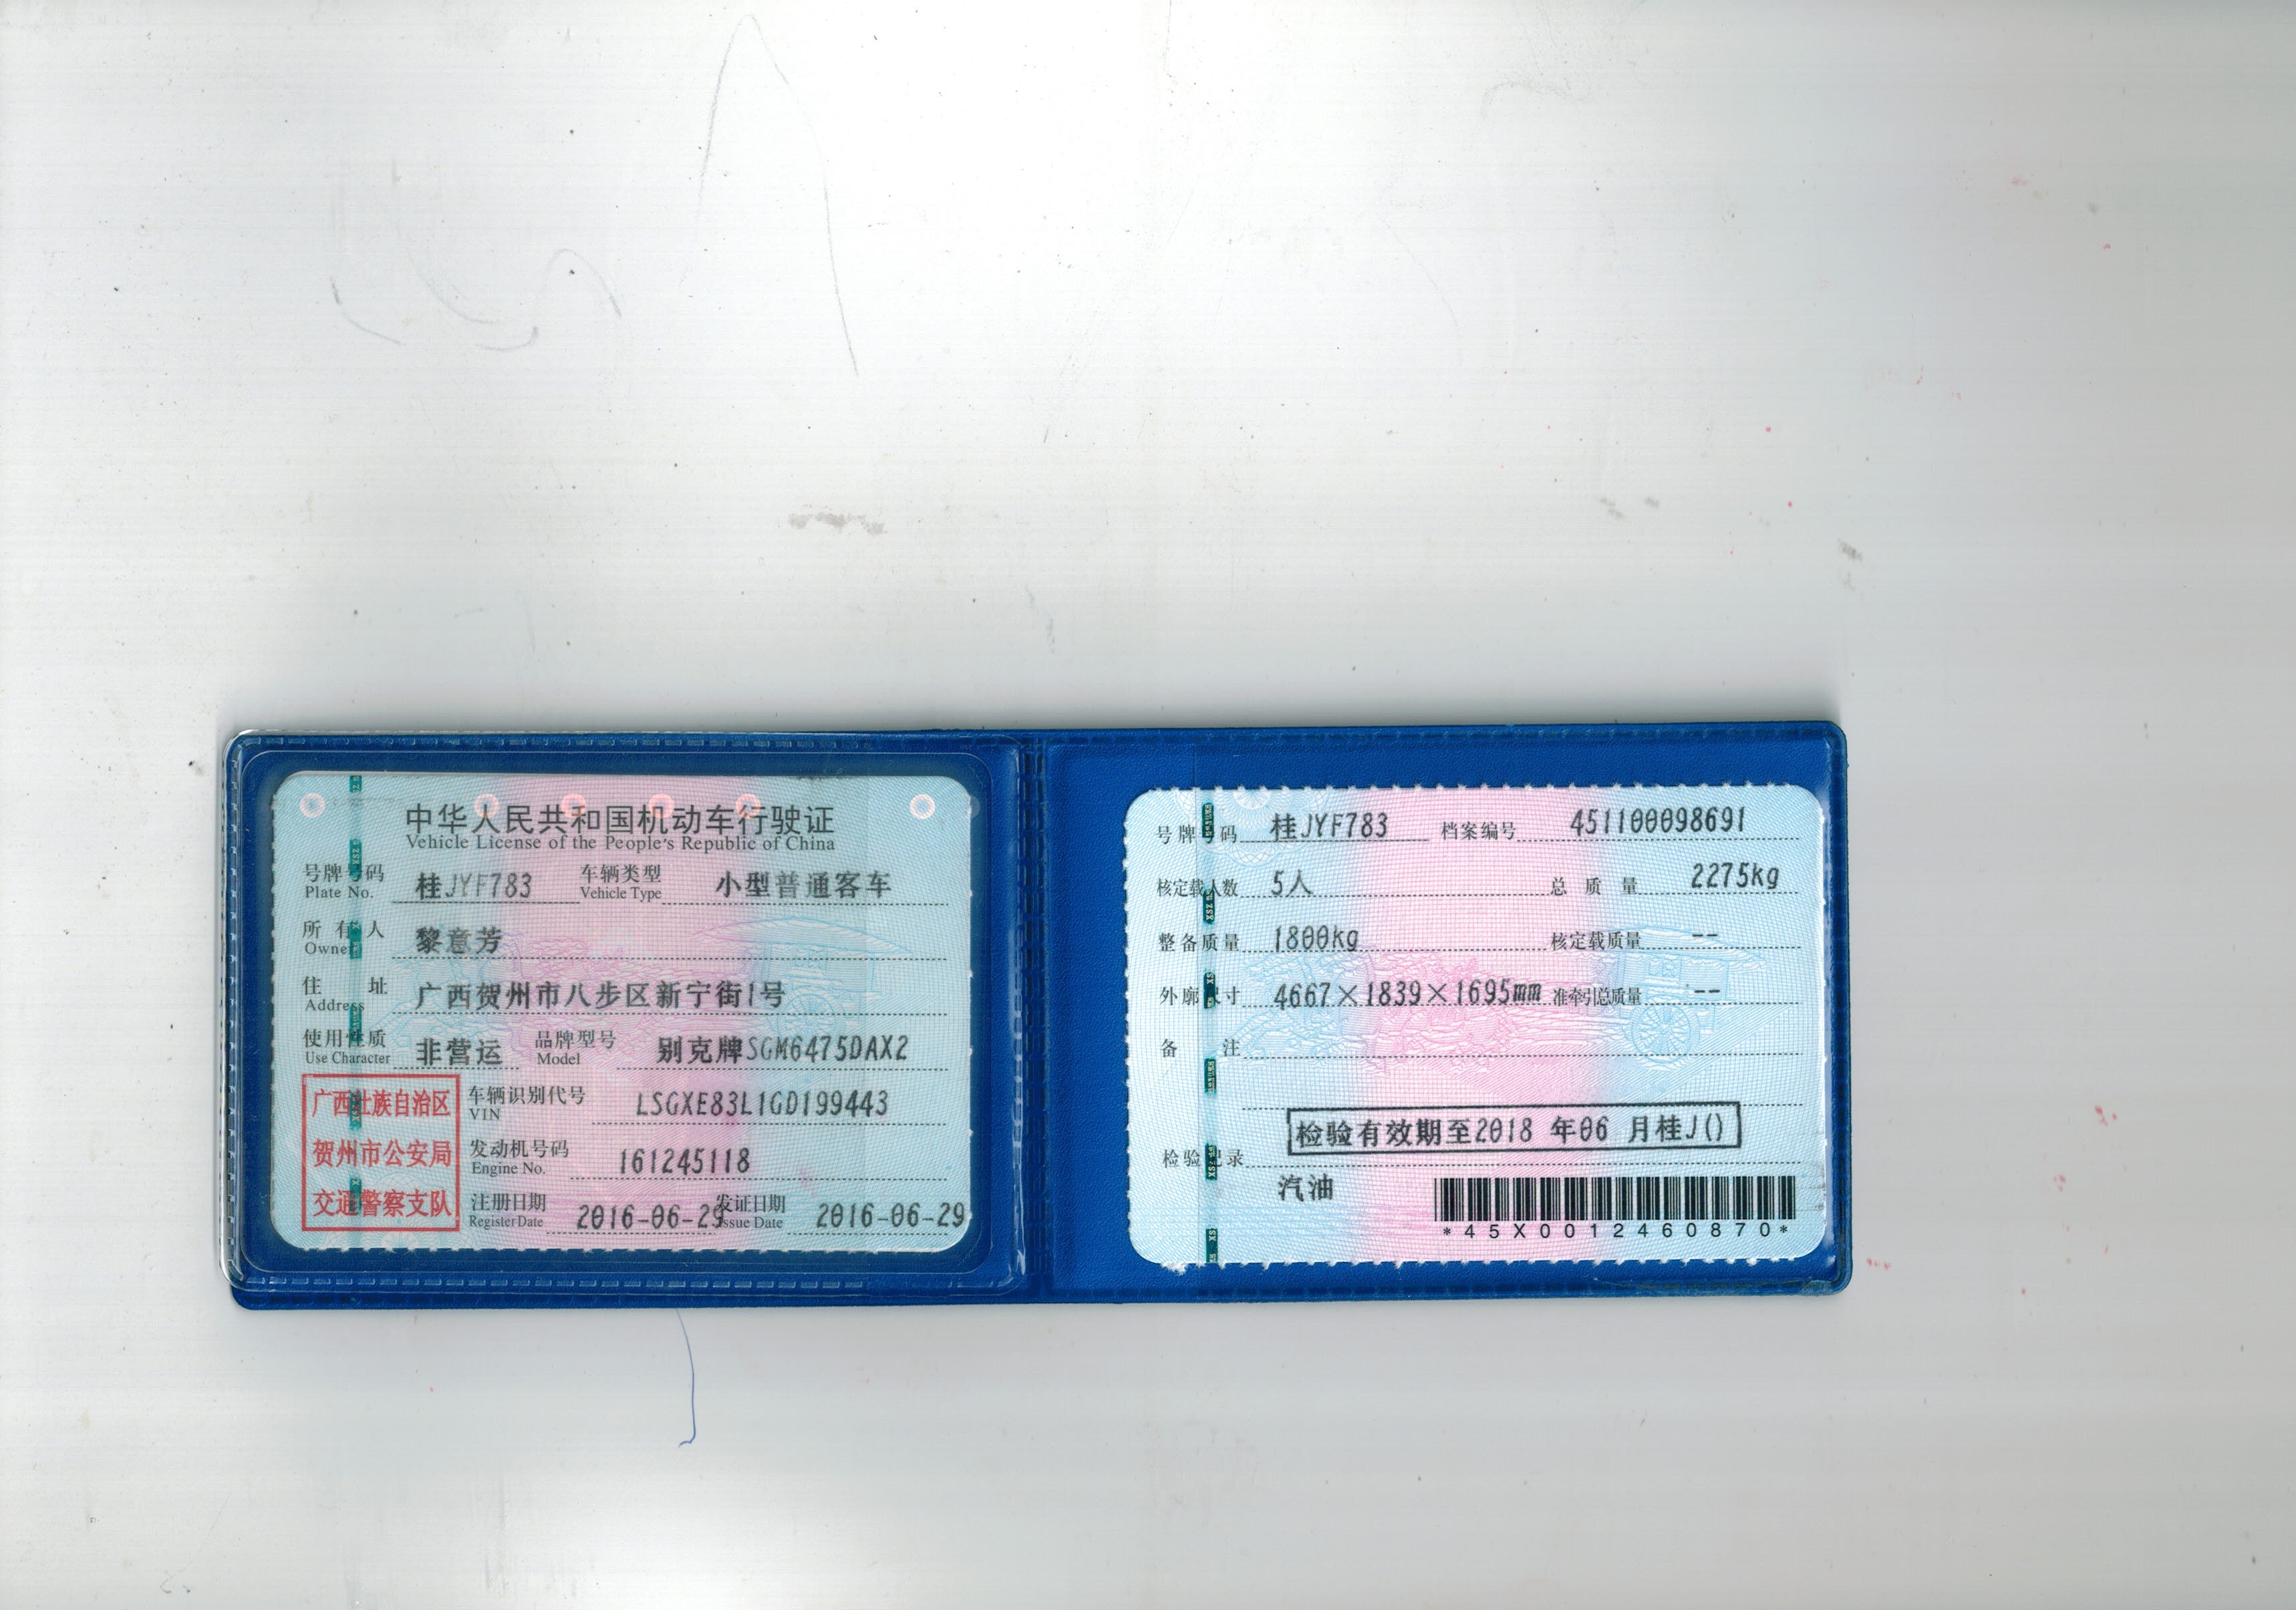 中华人民共和国机动车行驶证
Vehicle License of the People's Republic of China
号牌号码 桂JYF783 车辆类型 小型普通客车
Plate No. Vehicle Type
所有人 黎意芳
Owner
住址 广西贺州市八步区新宁街1号
Address
使用性质 非营运 品牌型号 别克牌SGM6475DAX2
Use Character Model
广西壮族自治区
贺州市公安局
交通警察支队
车辆识别代号 LSGXE83L1GD199443
VIN
发动机号码 161245118
Engine No.
注册日期 2016-06-29 发证日期 2016-06-29
Register Date Issue Date
号牌号码 桂JYF783 档案编号 451100098691
核定载人数 5人 总质量 2275kg
整备质量 1800kg 核定载质量 --
外廓尺寸 4667×1839×1695mm 准牵引总质量 --
备注
检验有效期至2018 年06 月桂J()
检验记录
汽油
*45X0012460870*